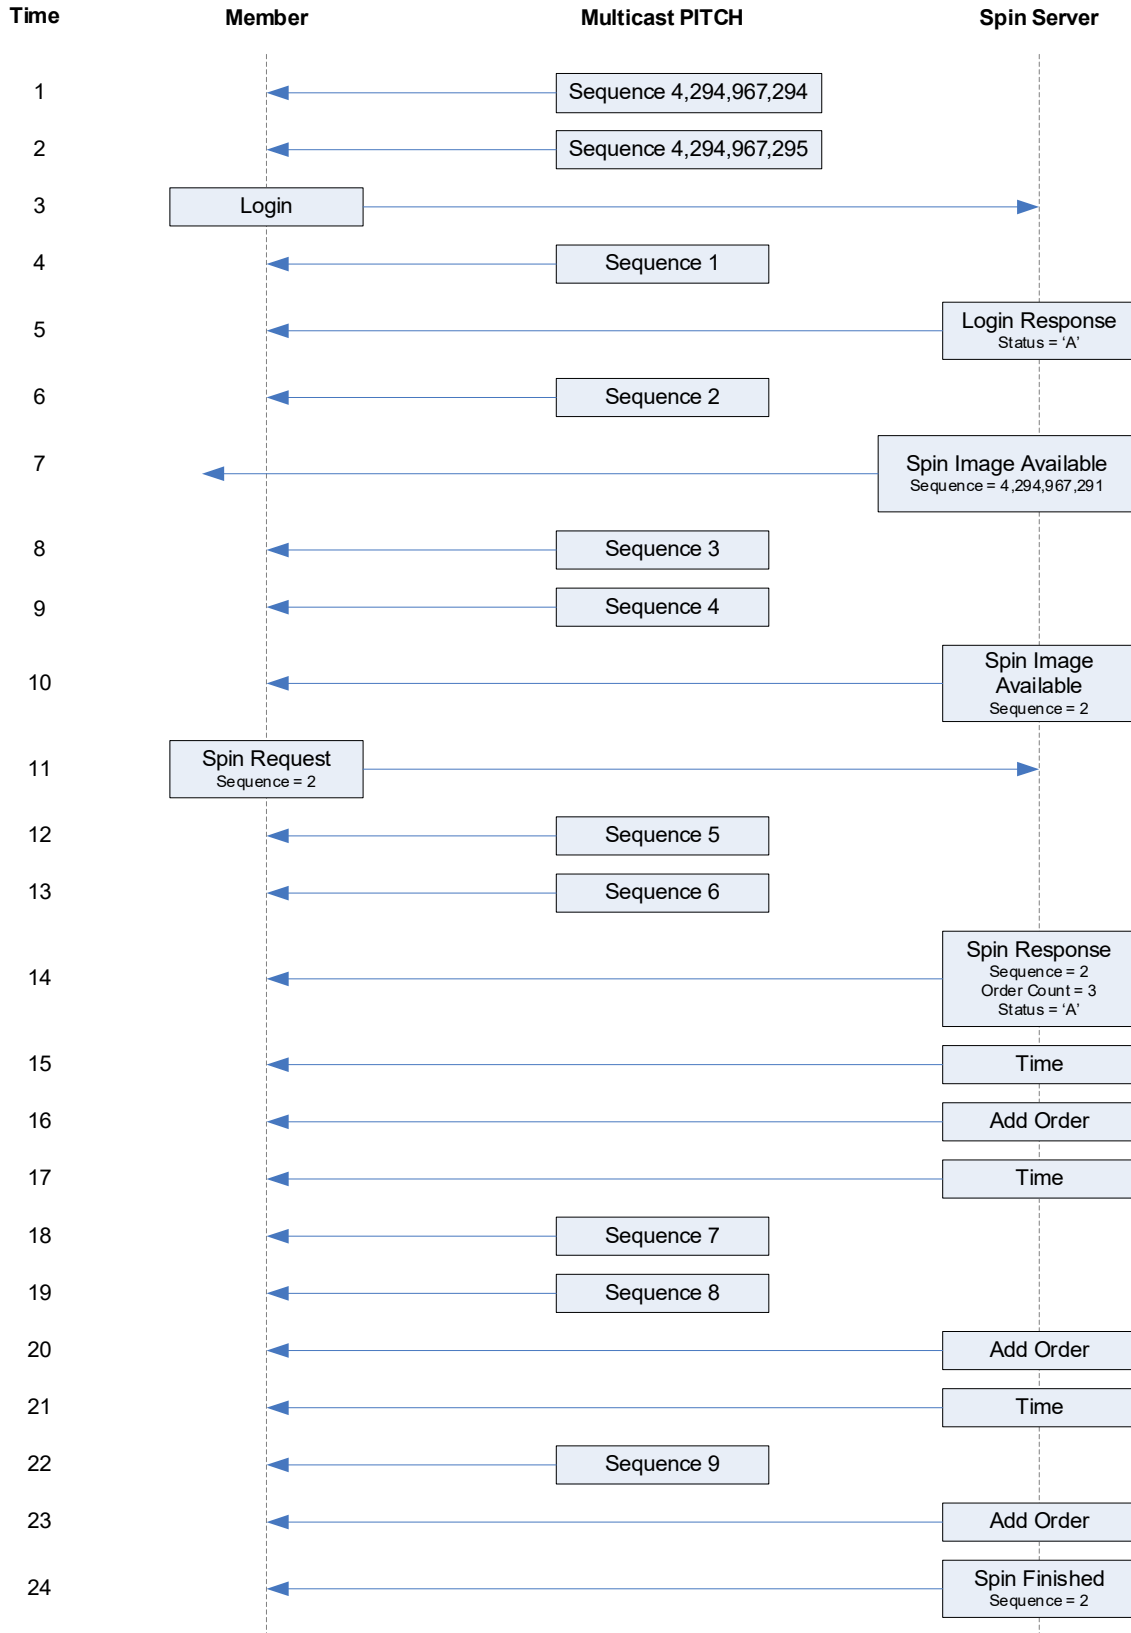 Time Member Multicast PITCH Spin Server
1 Sequence 4,294,967,294
2 Sequence 4,294,967,295
3 Login
4 Sequence 1
5 Login Response
Status = ‘A’
6 Sequence 2
7 Spin Image Available
Sequence = 4,294,967,291
8 Sequence 3
9 Sequence 4
10 Spin Image
Available
Sequence = 2
11 Spin Request
Sequence = 2
12 Sequence 5
13 Sequence 6
14 Spin Response
Sequence = 2
Order Count = 3
Status = ‘A’
15 Time
16 Add Order
17 Time
18 Sequence 7
19 Sequence 8
20 Add Order
21 Time
22 Sequence 9
23 Add Order
24 Spin Finished
Sequence = 2